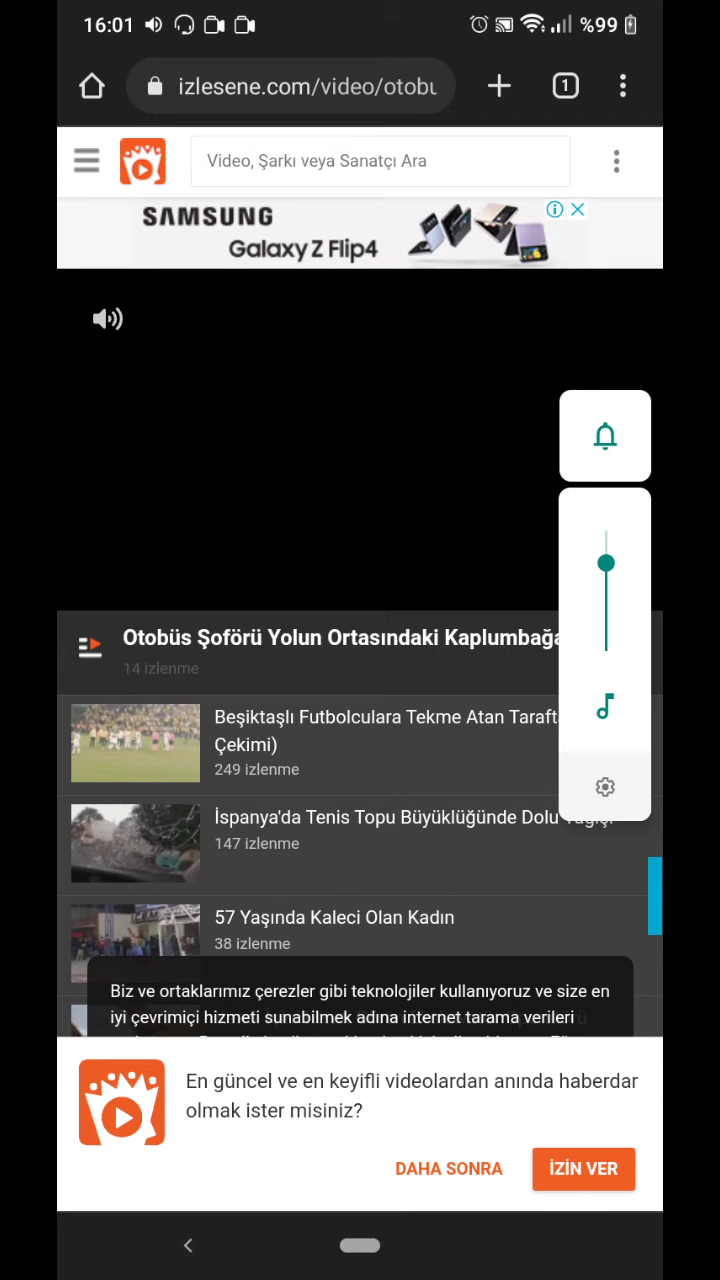 16:01
%99
izlesene.com/video/otobu
1
Video, Şarkı veya Sanatçı Ara
SAMSUNG
Galaxy Z Flip4
Otobüs Şoförü Yolun Ortasındaki Kaplumbağa
14 izlenme
Beşiktaşlı Futbolculara Tekme Atan Taraft
Çekimi)
249 izlenme
İspanya'da Tenis Topu Büyüklüğünde Dolu Yağışı
147 izlenme
57 Yaşında Kaleci Olan Kadın
38 izlenme
Biz ve ortaklarımız çerezler gibi teknolojiler kullanıyoruz ve size en
iyi çevrimiçi hizmeti sunabilmek adına internet tarama verileri
En güncel ve en keyifli videolardan anında haberdar
olmak ister misiniz?
DAHA SONRA
İZİN VER